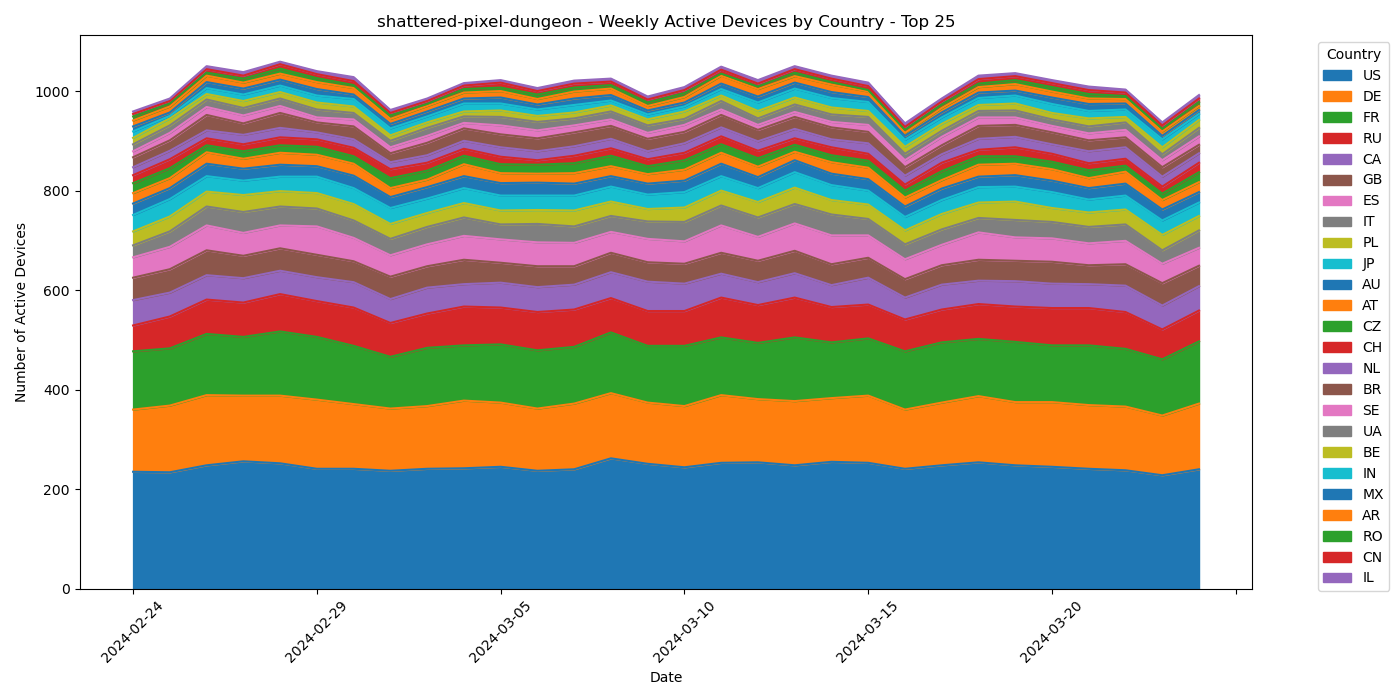 shattered-pixel-dungeon - Weekly Active Devices by Country - Top 25
Number of Active Devices
1000
800
600
400
200
0
2024-02-24
2024-02-29
2024-03-05
2024-03-10
2024-03-15
2024-03-20
Date
Country
US
DE
FR
RU
CA
GB
ES
IT
PL
JP
AU
AT
CZ
CH
NL
BR
SE
UA
BE
IN
MX
AR
RO
CN
IL